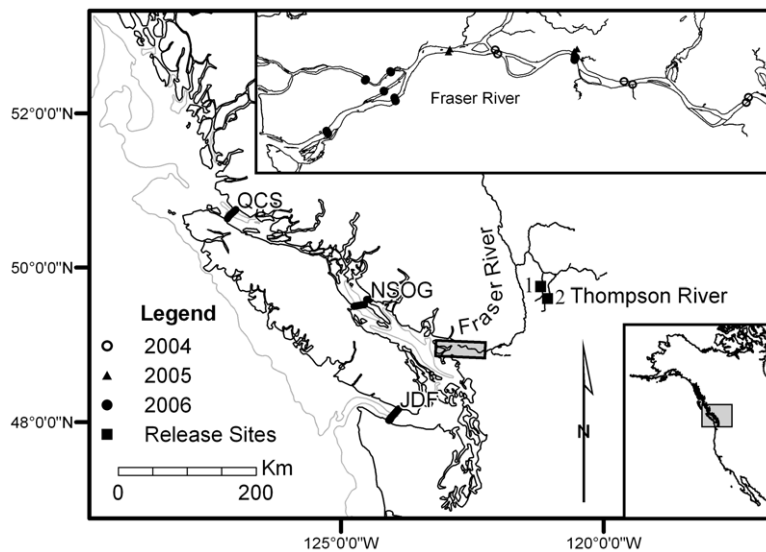 52°0'0"N
50°0'0"N
48°0'0"N
Fraser River
QCS
NSOG
JDF
Fraser River
1
2 Thompson River
Legend
2004
2005
2006
Release Sites
Km
0 200
N
125°0'0"W 120°0'0"W